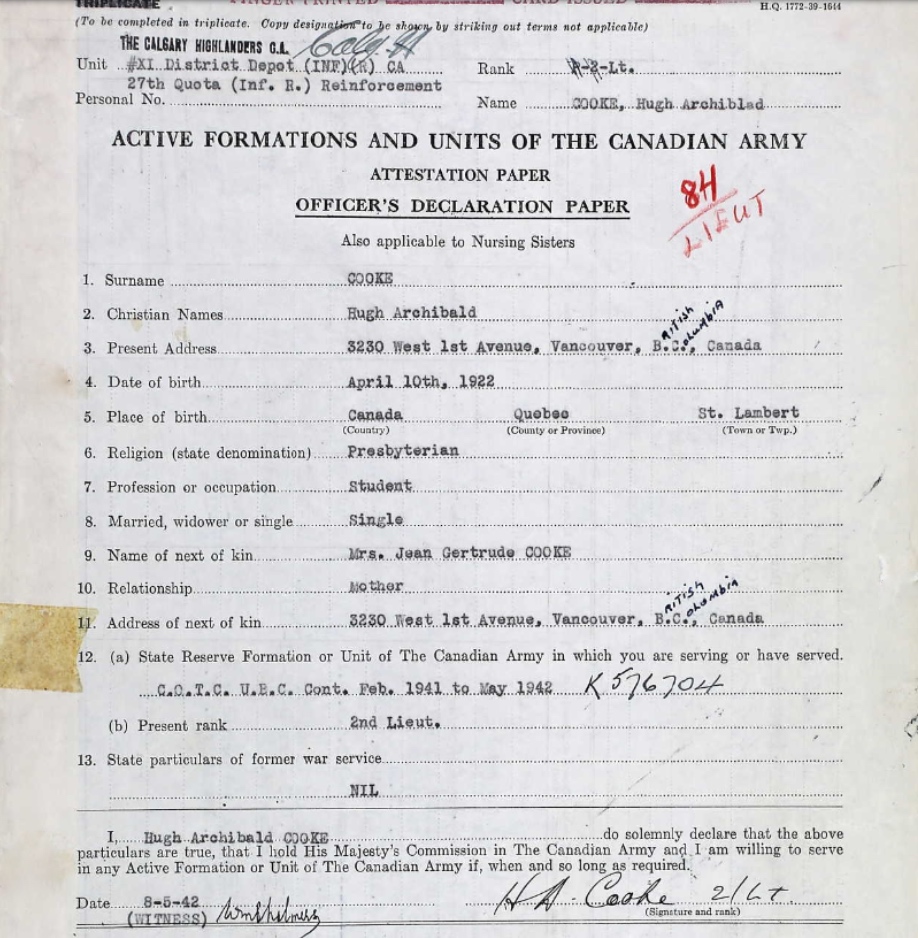 TRIPLICATE
H.Q. 1772-39-1644
(To be completed in triplicate. Copy designation to be shown by striking out terms not applicable)
THE CALGARY HIGHLANDERS C.A.
Unit #XI District Depot (INF)(R) CA Rank 2-Lt.
27th Quota (Inf. R.) Reinforcement
Personal No. Name COOKE, Hugh Archiblad
ACTIVE FORMATIONS AND UNITS OF THE CANADIAN ARMY
ATTESTATION PAPER
OFFICER'S DECLARATION PAPER
84
LIEUT
Also applicable to Nursing Sisters
1. Surname COOKE
2. Christian Names Hugh Archibald
3. Present Address 3230 West 1st Avenue, Vancouver, B.C., Canada
RITISH
OLUMBIA
4. Date of birth April 10th, 1922
5. Place of birth Canada Quebec St. Lambert
(Country) (County or Province) (Town or Twp.)
6. Religion (state denomination) Presbyterian
7. Profession or occupation Student
8. Married, widower or single Single
9. Name of next of kin Mrs. Jean Gertrude COOKE
10. Relationship Mother
11. Address of next of kin 3230 West 1st Avenue, Vancouver, B.C., Canada
RITISH
OLUMBIA
12. (a) State Reserve Formation or Unit of The Canadian Army in which you are serving or have served.
C.O.T.C. U.B.C. Cont. Feb. 1941 to May 1942 K 576704
(b) Present rank 2nd Lieut.
13. State particulars of former war service
NIL
I, Hugh Archibald COOKE do solemnly declare that the above
particulars are true, that I hold His Majesty's Commission in The Canadian Army and I am willing to serve
in any Active Formation or Unit of The Canadian Army if, when and so long as required.
Date 8-5-42 H A Cooke 2/Lt
(WITNESS) (Signature and rank)